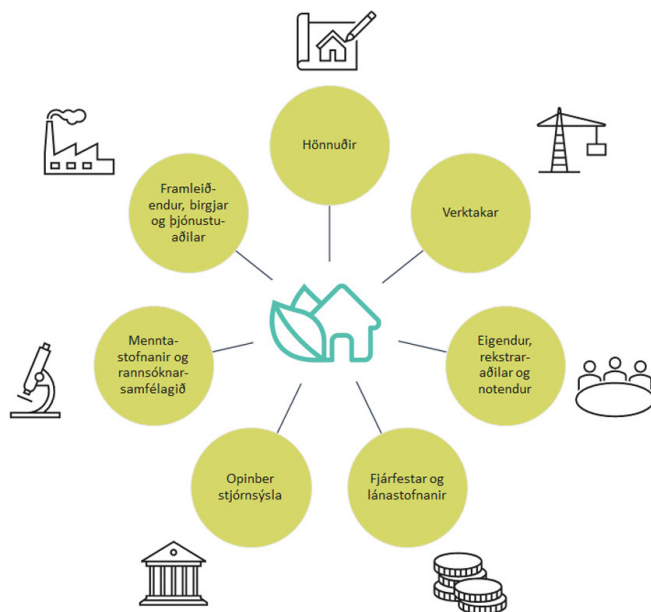 Hönnuðir
Verktakar
Eigendur,
rekstrar-
aðilar og
notendur
Fjárfestar og
lánastofnanir
Opinber
stjórnsýsla
Mennta-
stofnanir og
rannsóknar-
samfélagið
Framleið-
endur, birgjar
og þjónustu-
aðilar